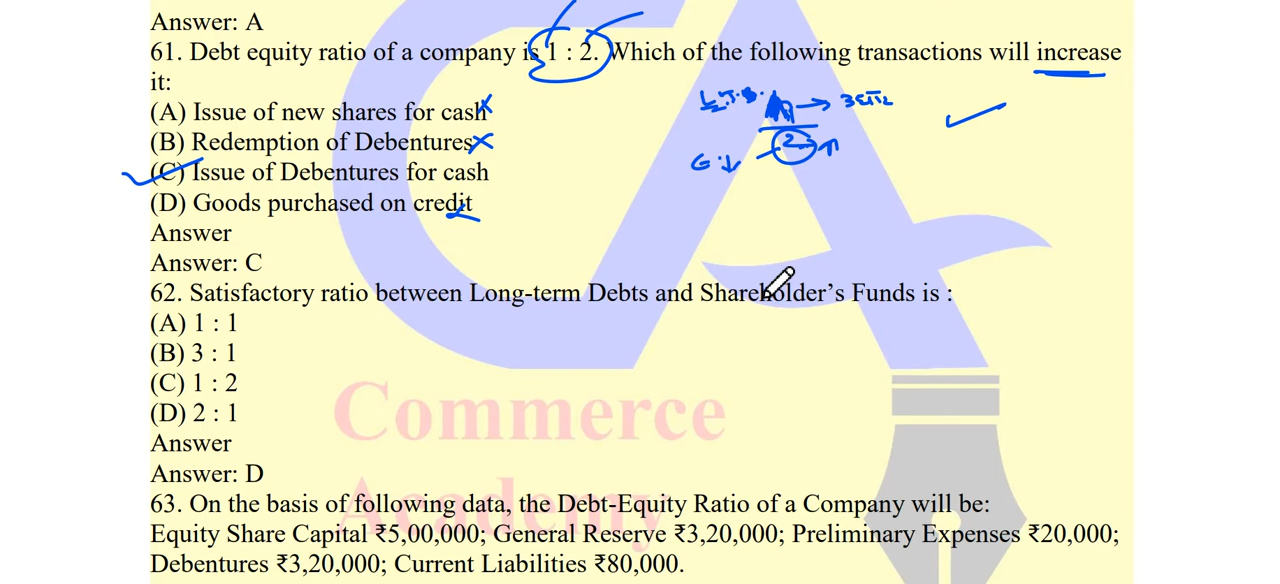 Answer: A
61. Debt equity ratio of a company is 1 : 2. Which of the following transactions will increase
it:
(A) Issue of new shares for cash
(B) Redemption of Debentures
(C) Issue of Debentures for cash
(D) Goods purchased on credit
Answer
Answer: C
62. Satisfactory ratio between Long-term Debts and Shareholder’s Funds is :
(A) 1 : 1
(B) 3 : 1
(C) 1 : 2
(D) 2 : 1
Answer
Answer: D
63. On the basis of following data, the Debt-Equity Ratio of a Company will be:
Equity Share Capital ₹5,00,000; General Reserve ₹3,20,000; Preliminary Expenses ₹20,000;
Debentures ₹3,20,000; Current Liabilities ₹80,000.
CA
Commerce
Academy
2